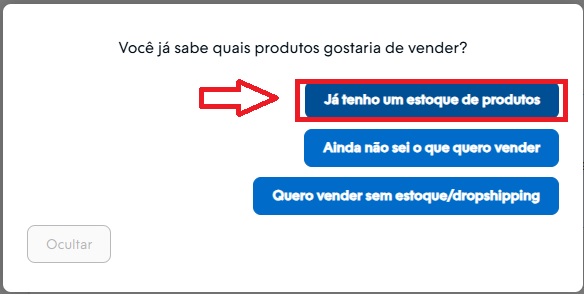 Você já sabe quais produtos gostaria de vender?
Já tenho um estoque de produtos
Ainda não sei o que quero vender
Quero vender sem estoque/dropshipping
Ocultar